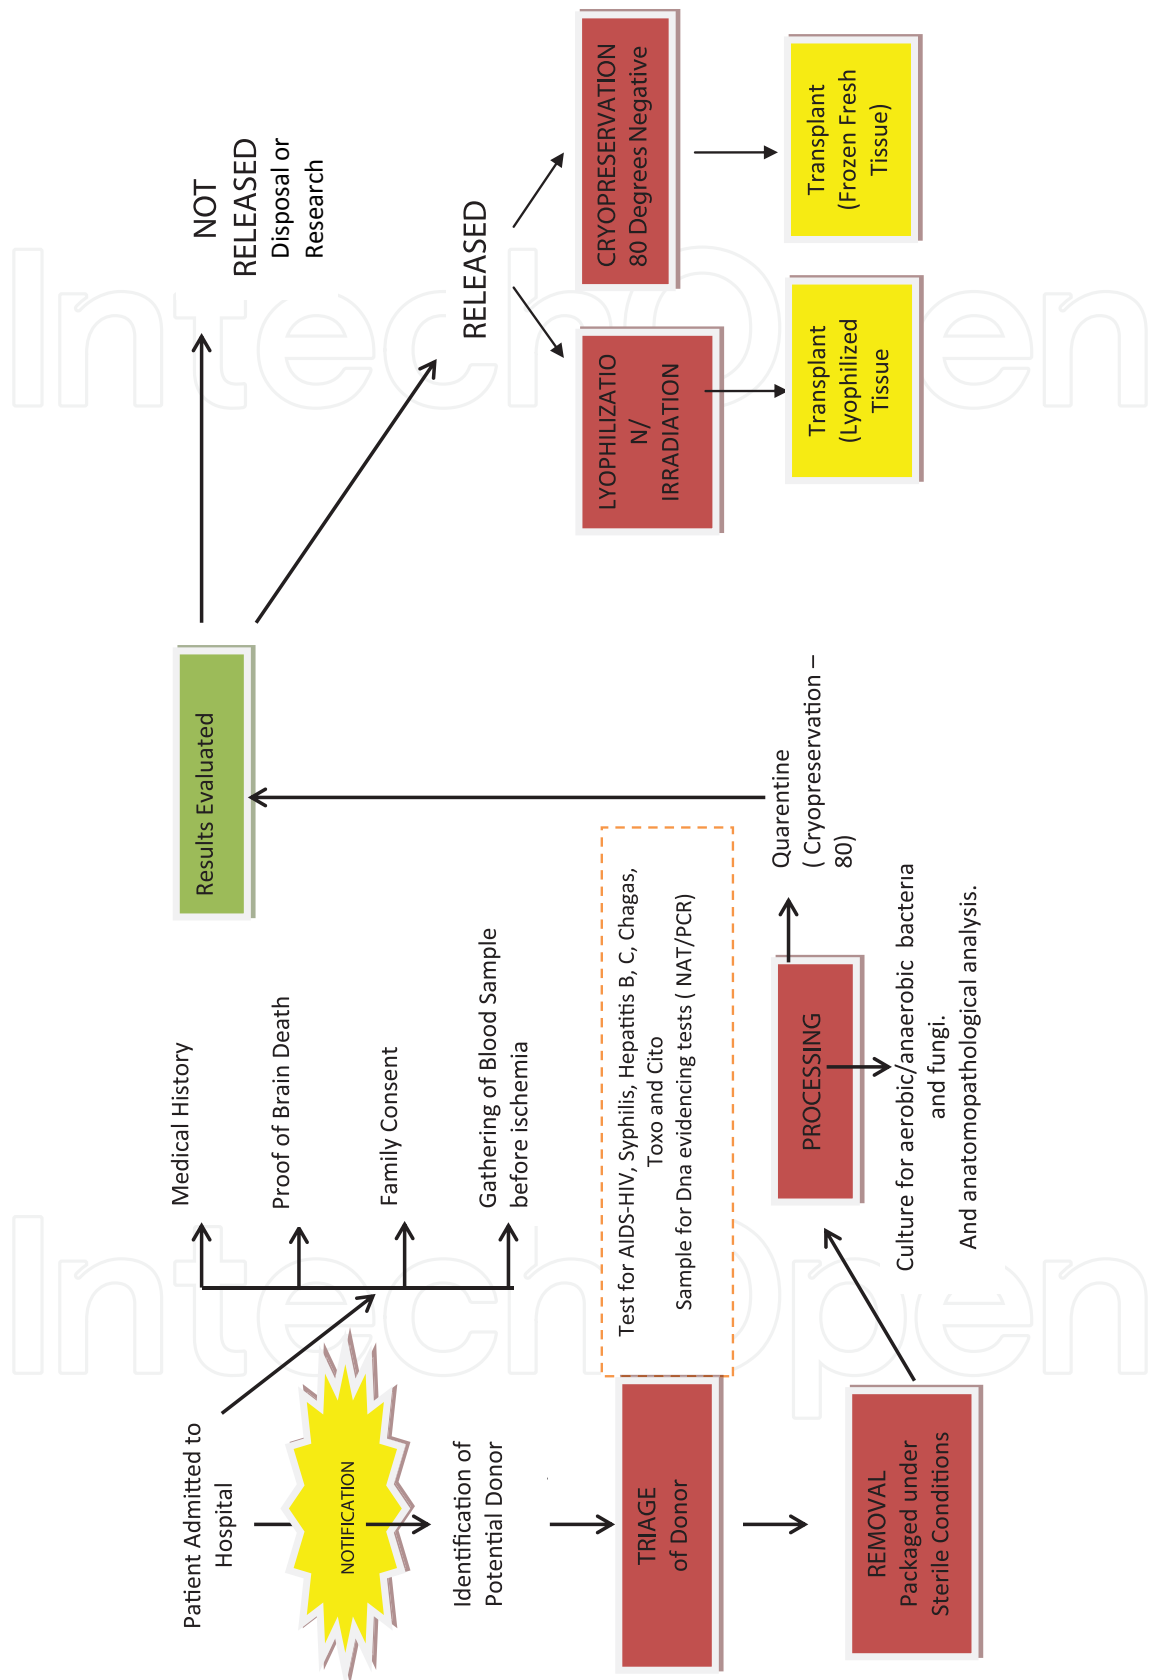 Patient Admitted to
Hospital
NOTIFICATION
Identification of
Potential Donor
TRIAGE
of Donor
REMOVAL
Packaged under
Sterile Conditions
Medical History
Proof of Brain Death
Family Consent
Gathering of Blood Sample
before ischemia
Test for AIDS-HIV, Syphilis, Hepatitis B, C, Chagas,
Toxo and Cito
Sample for Dna evidencing tests ( NAT/PCR)
PROCESSING
Culture for aerobic/anaerobic bacteria
and fungi.
And anatomopathological analysis.
Quarentine
( Cryopreservation –
80)
Results Evaluated
NOT
RELEASED
Disposal or
Research
RELEASED
LYOPHILIZATIO
N/
IRRADIATION
CRYOPRESERVATION
80 Degrees Negative
Transplant
(Lyophilized
Tissue
Transplant
(Frozen Fresh
Tissue)
IntechOpen
IntechOpen